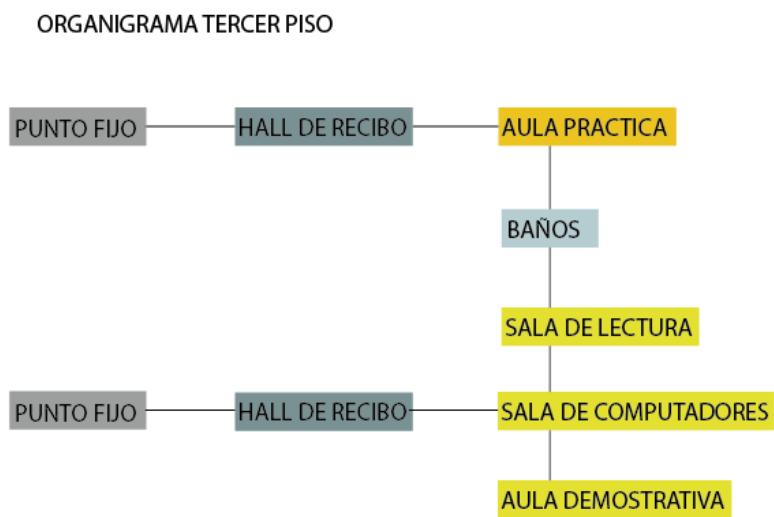 ORGANIGRAMA TERCER PISO
PUNTO FIJO
HALL DE RECIBO
AULA PRACTICA
BAÑOS
SALA DE LECTURA
PUNTO FIJO
HALL DE RECIBO
SALA DE COMPUTADORES
AULA DEMOSTRATIVA